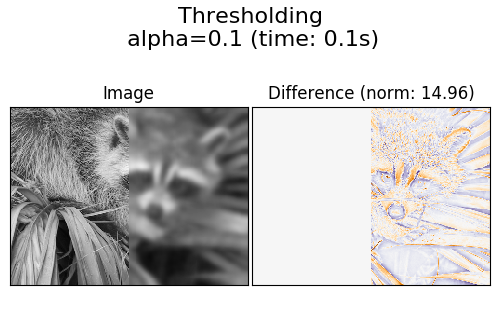 Thresholding
alpha=0.1 (time: 0.1s)
Image
Difference (norm: 14.96)